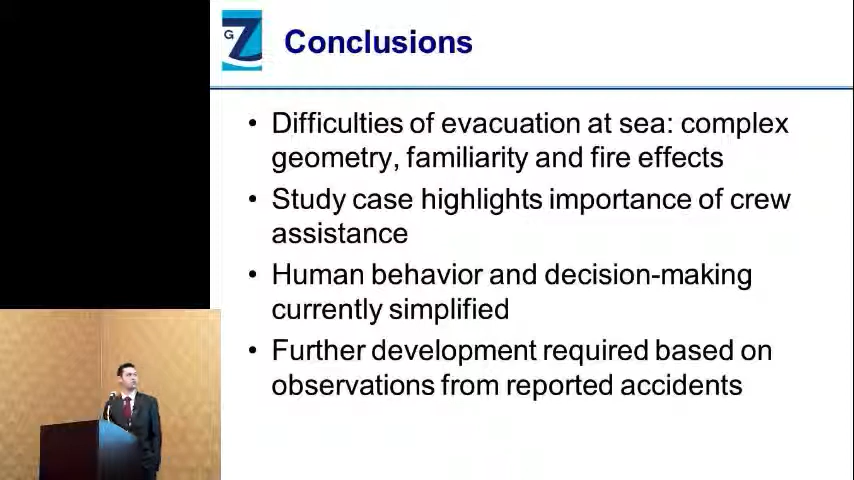 GZ
Conclusions
• Difficulties of evacuation at sea: complex
geometry, familiarity and fire effects
• Study case highlights importance of crew
assistance
• Human behavior and decision-making
currently simplified
• Further development required based on
observations from reported accidents